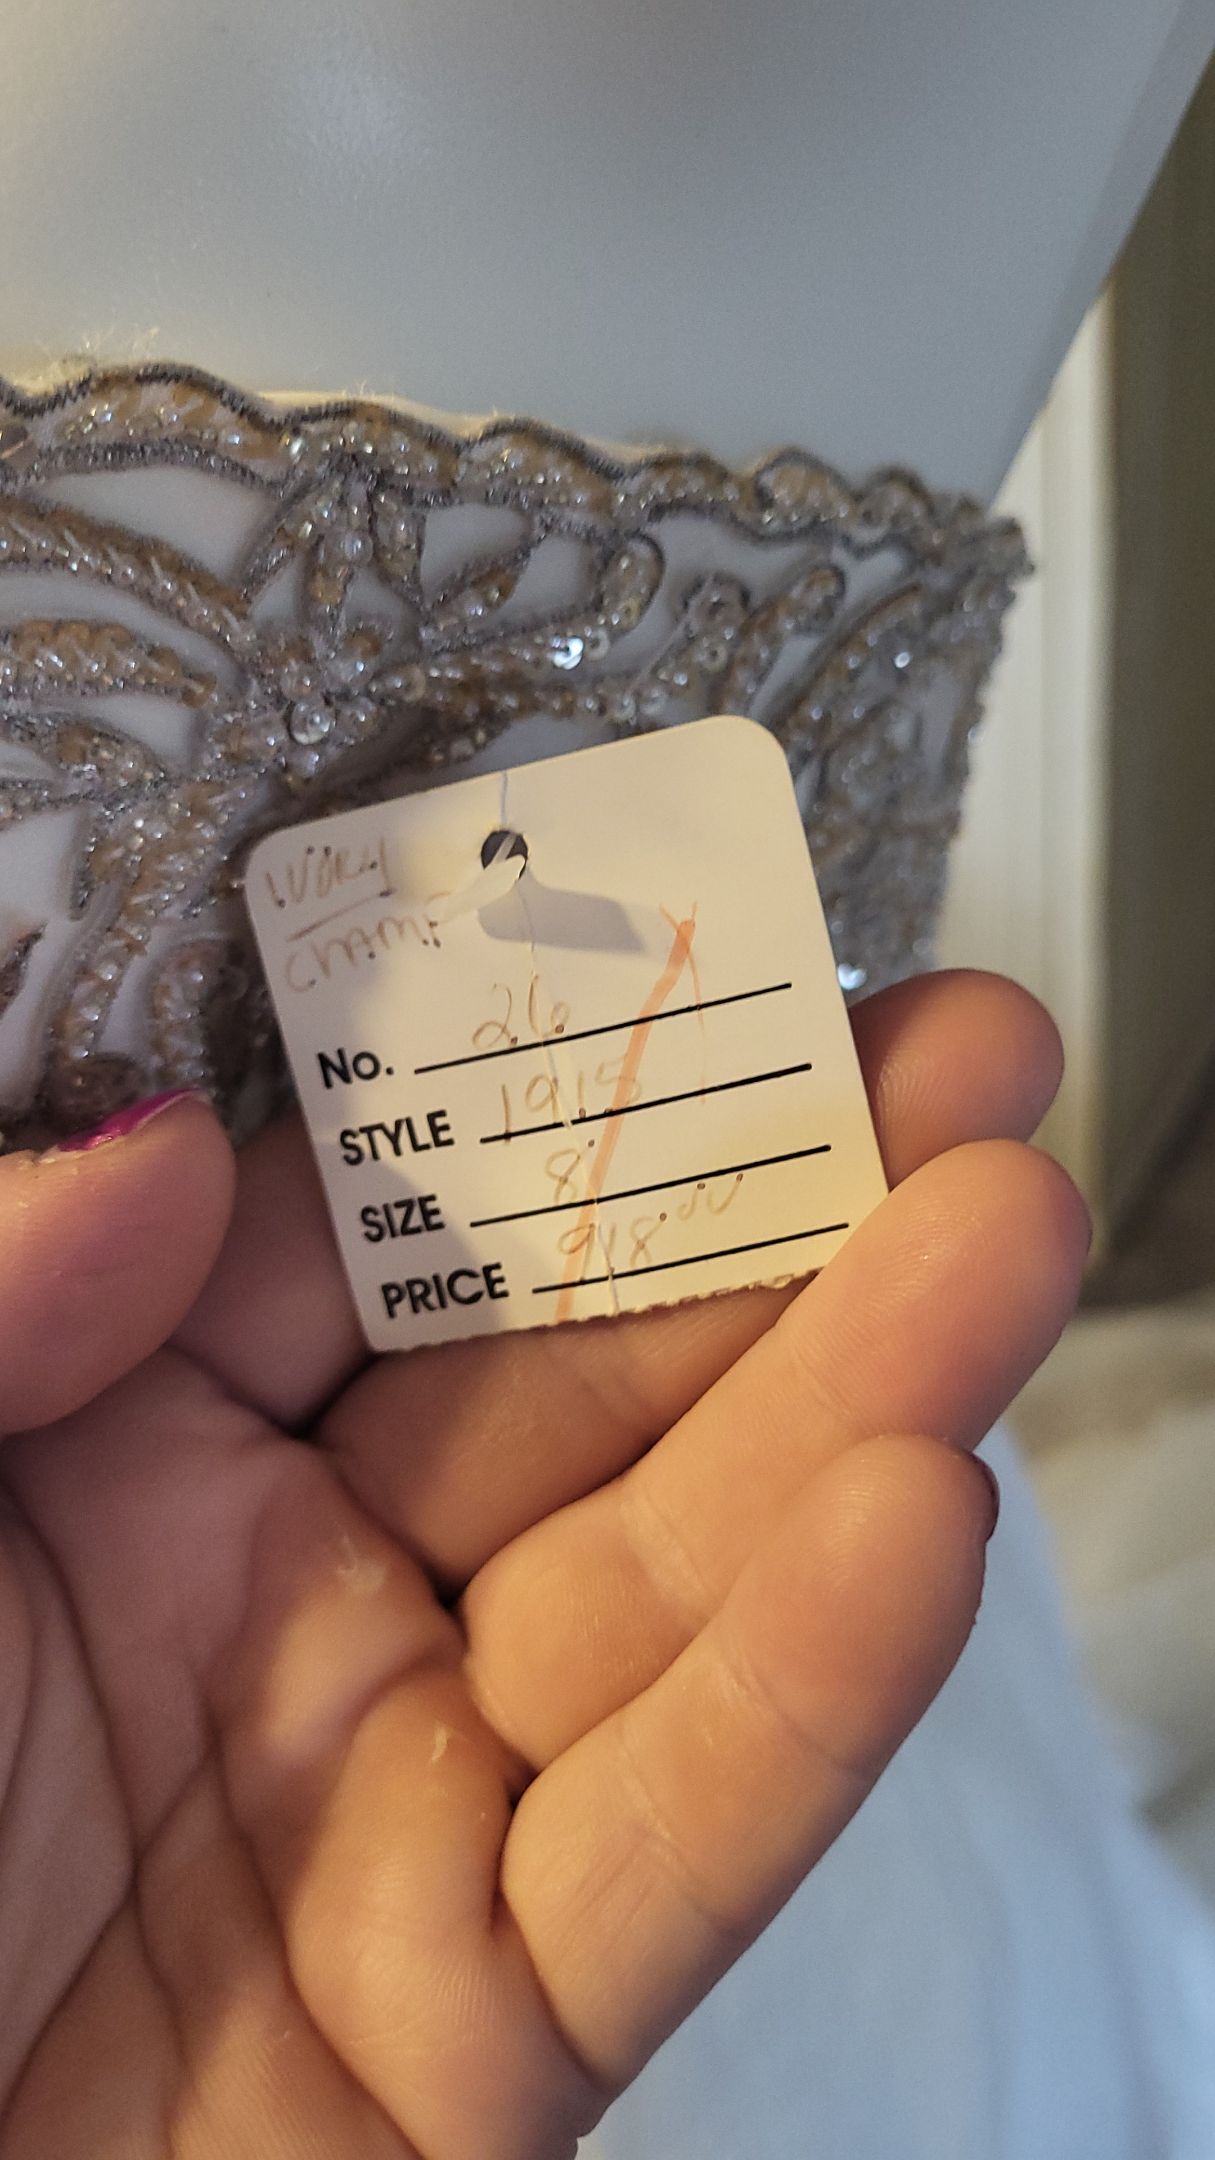 IVORY
CHAMP
No. 26
STYLE 1915
SIZE 8
PRICE 948.00